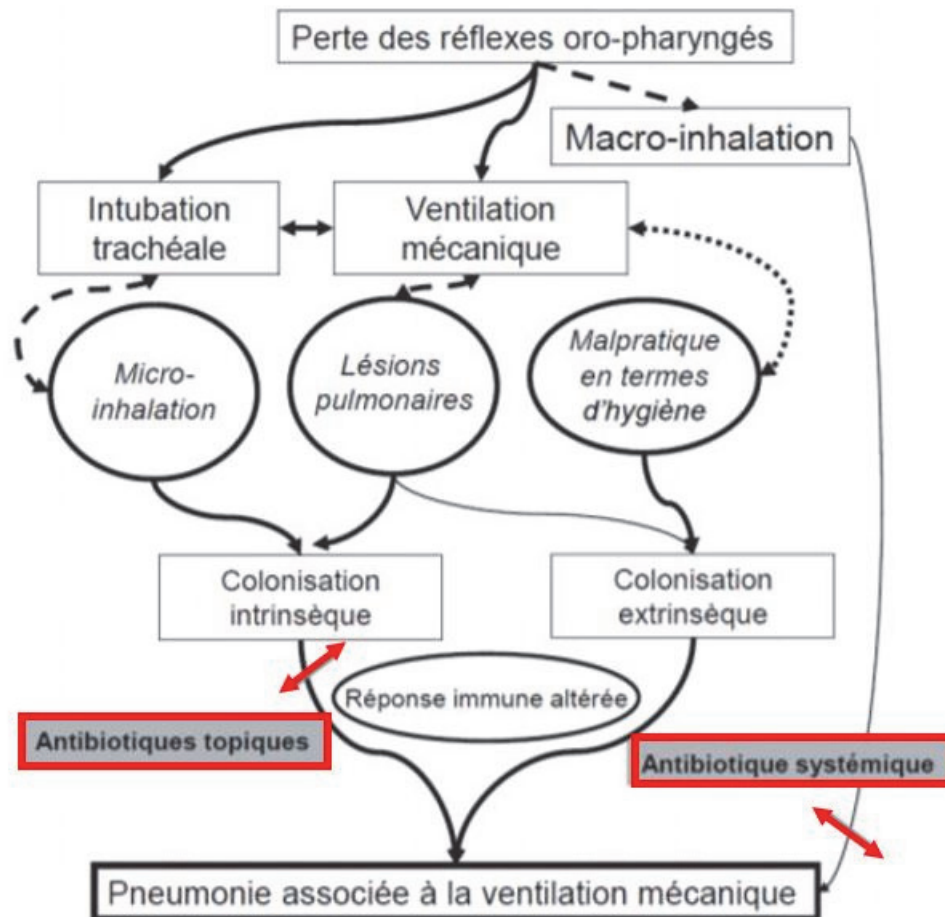 Perte des réflexes oro-pharyngés
Macro-inhalation
Intubation
trachéale
Ventilation
mécanique
Micro-
inhalation
Lésions
pulmonaires
Malpratique
en termes
d'hygiène
Colonisation
intrinsèque
Colonisation
extrinsèque
Réponse immune altérée
Antibiotiques topiques
Antibiotique systémique
Pneumonie associée à la ventilation mécanique